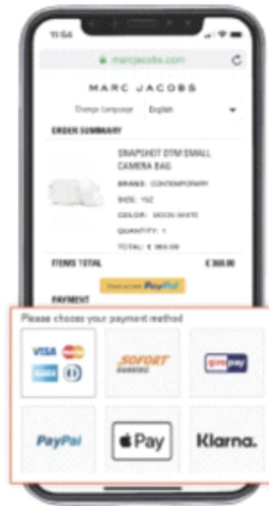 11:54
marcjacobs.com
MARC JACOBS
Change Language English
ORDER SUMMARY
SNAPSHOT DTM SMALL
CAMERA BAG
BRAND: CONTEMPORARY
SIZE: 1SZ
COLOR: MOON WHITE
QUANTITY: 1
TOTAL: €
ITEMS TOTAL €
PayPal
PAYMENT
Please choose your payment method
VISA
SOFORT
BANKING
giropay
PayPal
Pay
Klarna.